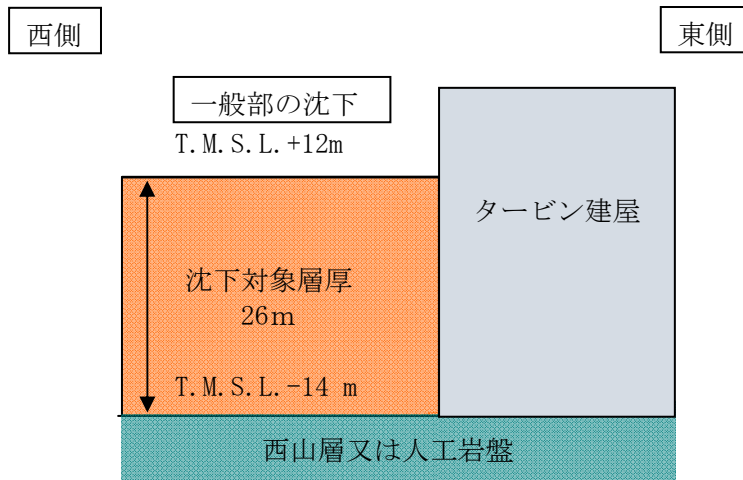 西側
東側
一般部の沈下
T.M.S.L.+12m
タービン建屋
沈下対象層厚
26m
T.M.S.L.-14 m
西山層又は人工岩盤